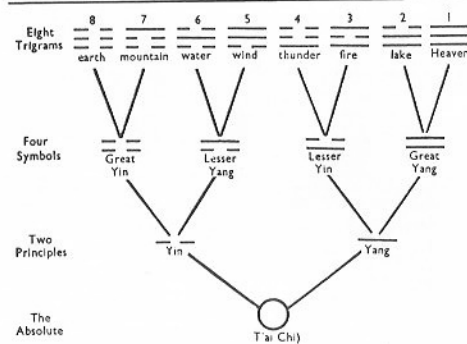 8 7 6 5 4 3 2 1
Eight
Trigrams
earth mountain water wind thunder fire lake Heaven
Four
Symbols
Great
Yin
Lesser
Yang
Lesser
Yin
Great
Yang
Two
Principles
Yin
Yang
The
Absolute
T'ai Chi)